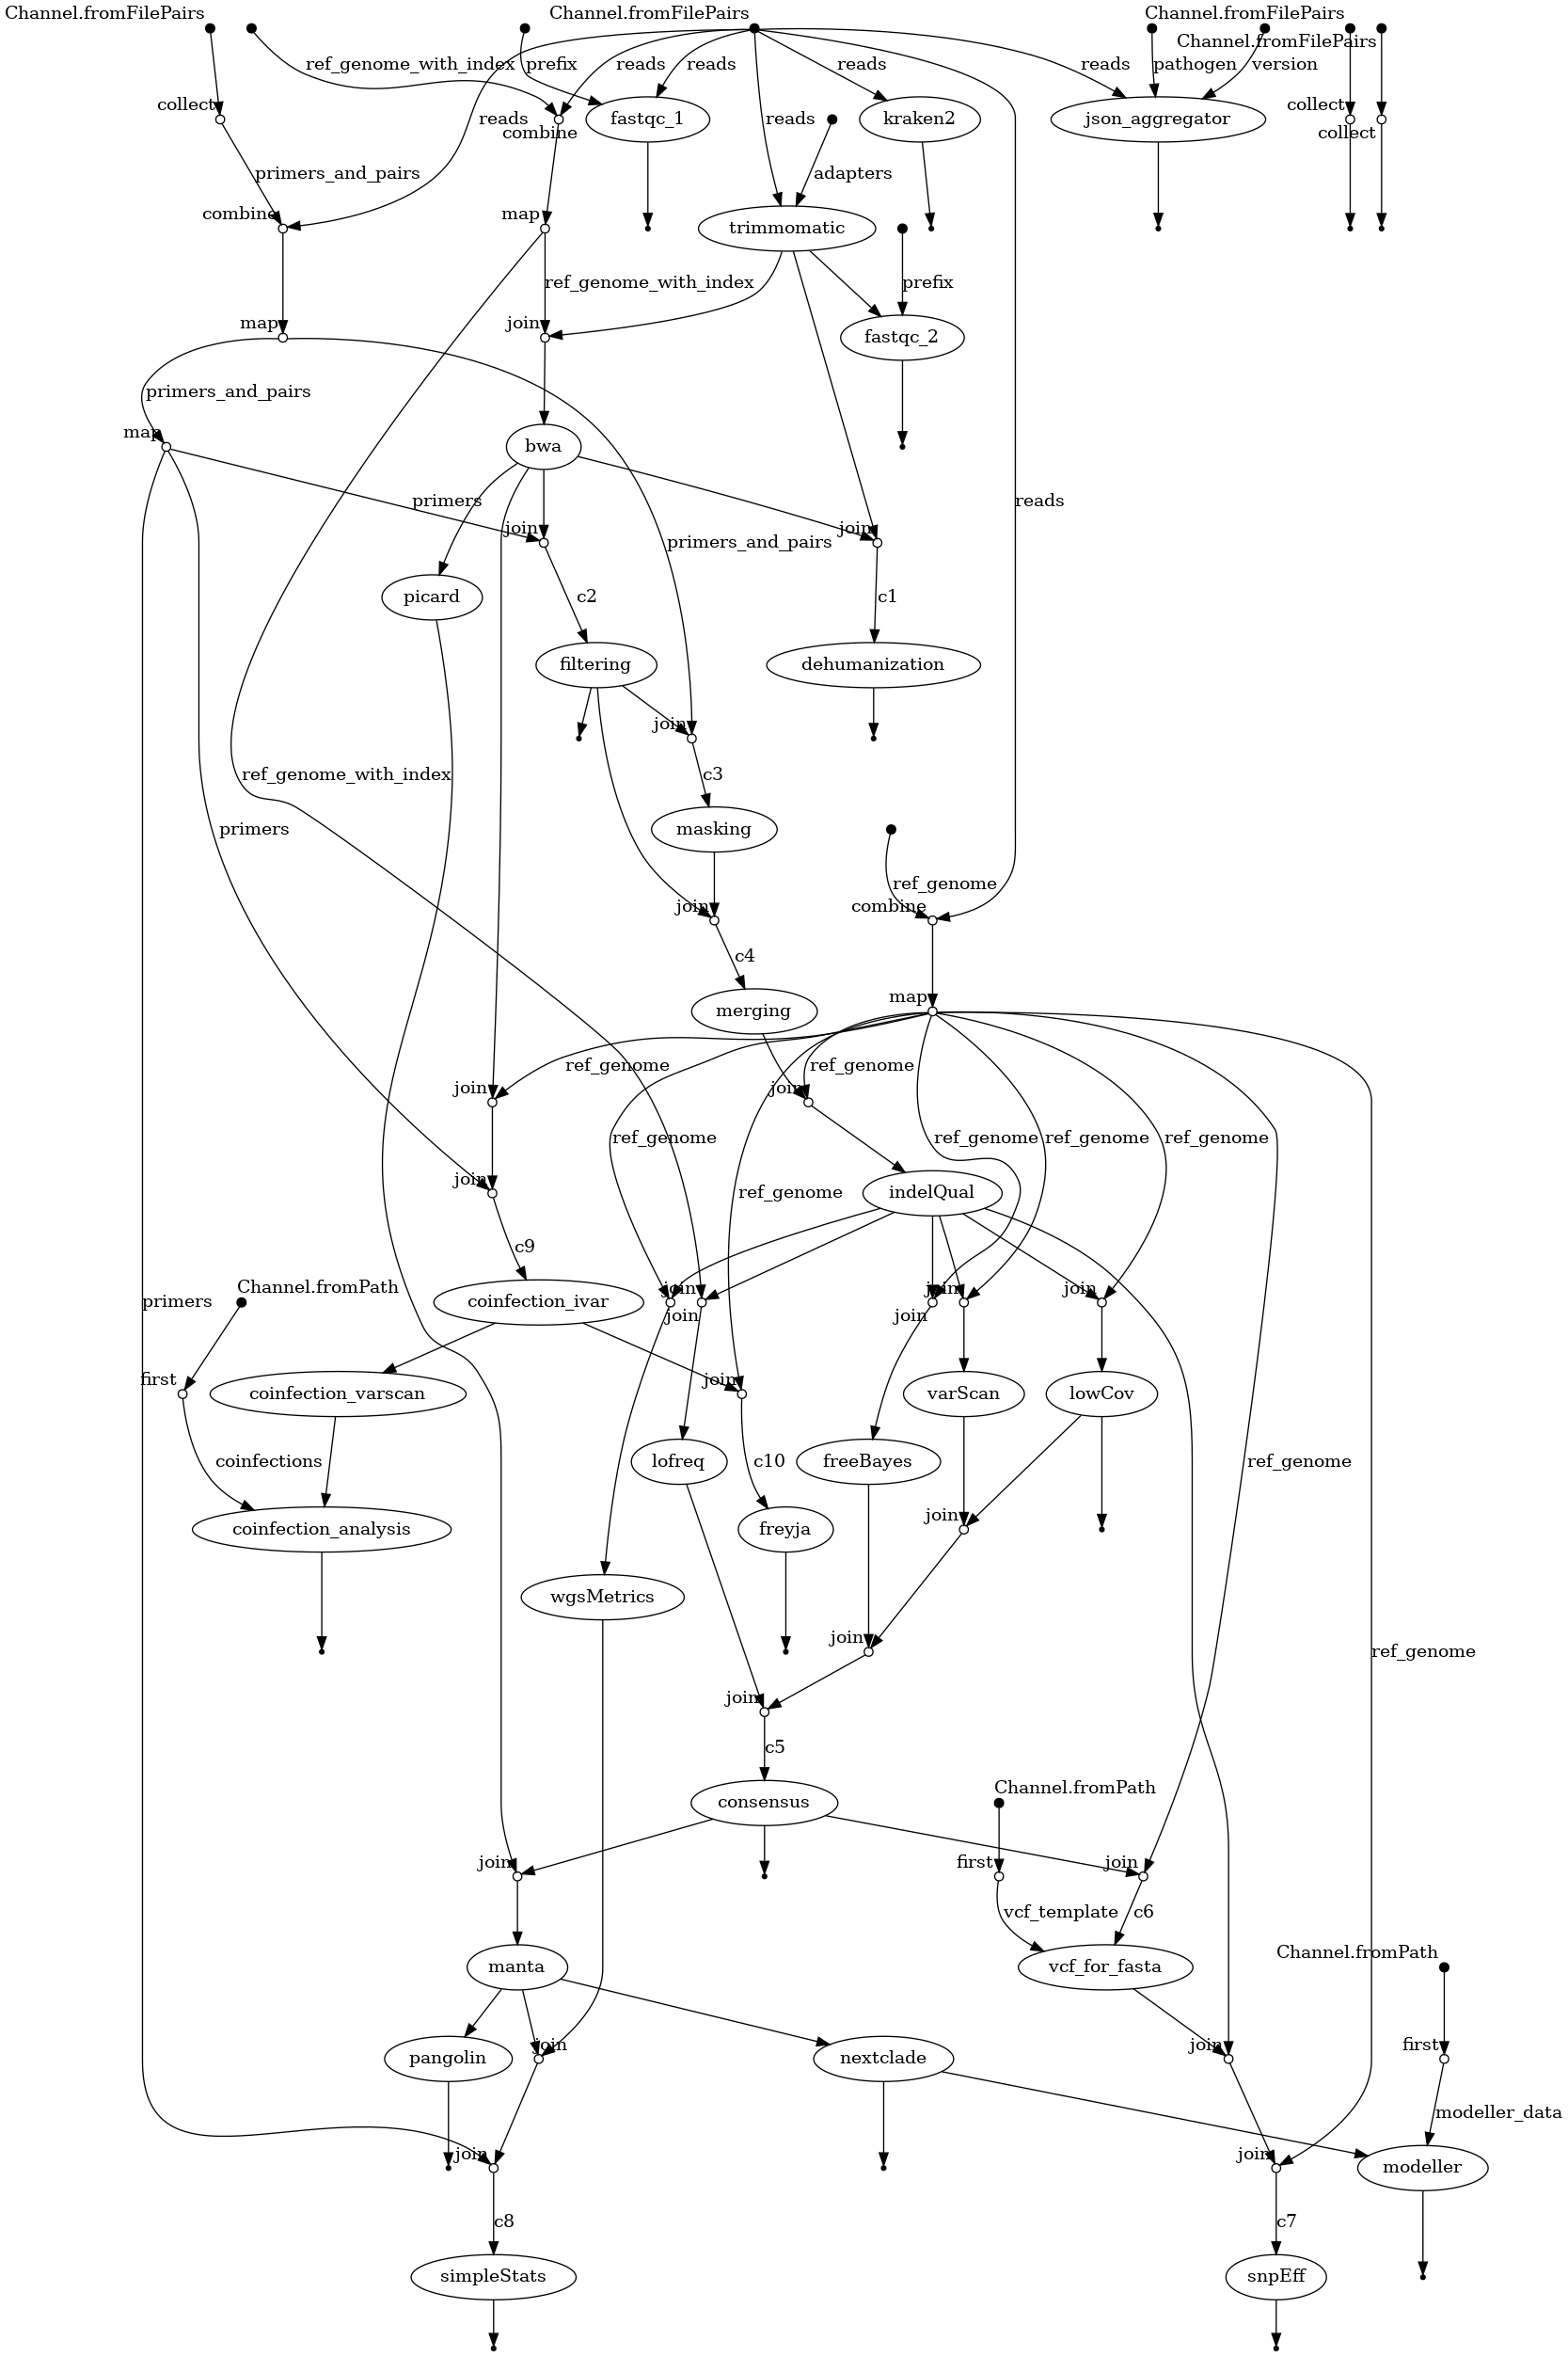 Channel.fromFilePairs
Channel.fromFilePairs
Channel.fromFilePairs
Channel.fromFilePairs
ref_genome_with_index
prefix
reads
reads
reads
reads
pathogen
version
collect
combine
fastqc_1
kraken2
json_aggregator
collect
collect
reads
reads
adapters
primers_and_pairs
combine
map
trimmomatic
ref_genome_with_index
prefix
map
join
fastqc_2
primers_and_pairs
map
bwa
primers
reads
join
join
primers_and_pairs
picard
c2
c1
filtering
dehumanization
join
ref_genome_with_index
c3
primers
masking
ref_genome
join
combine
c4
merging
map
ref_genome
ref_genome
join
join
ref_genome
ref_genome
ref_genome
ref_genome
join
ref_genome
indelQual
c9
Channel.fromPath
primers
coinfection_ivar
join
join
join
join
join
first
coinfection_varscan
join
varScan
lowCov
coinfections
lofreq
c10
freeBayes
ref_genome
coinfection_analysis
freyja
join
wgsMetrics
join
ref_genome
join
c5
Channel.fromPath
consensus
join
first
join
vcf_template
c6
Channel.fromPath
manta
vcf_for_fasta
pangolin
join
nextclade
join
first
modeller_data
join
join
modeller
c8
c7
simpleStats
snpEff